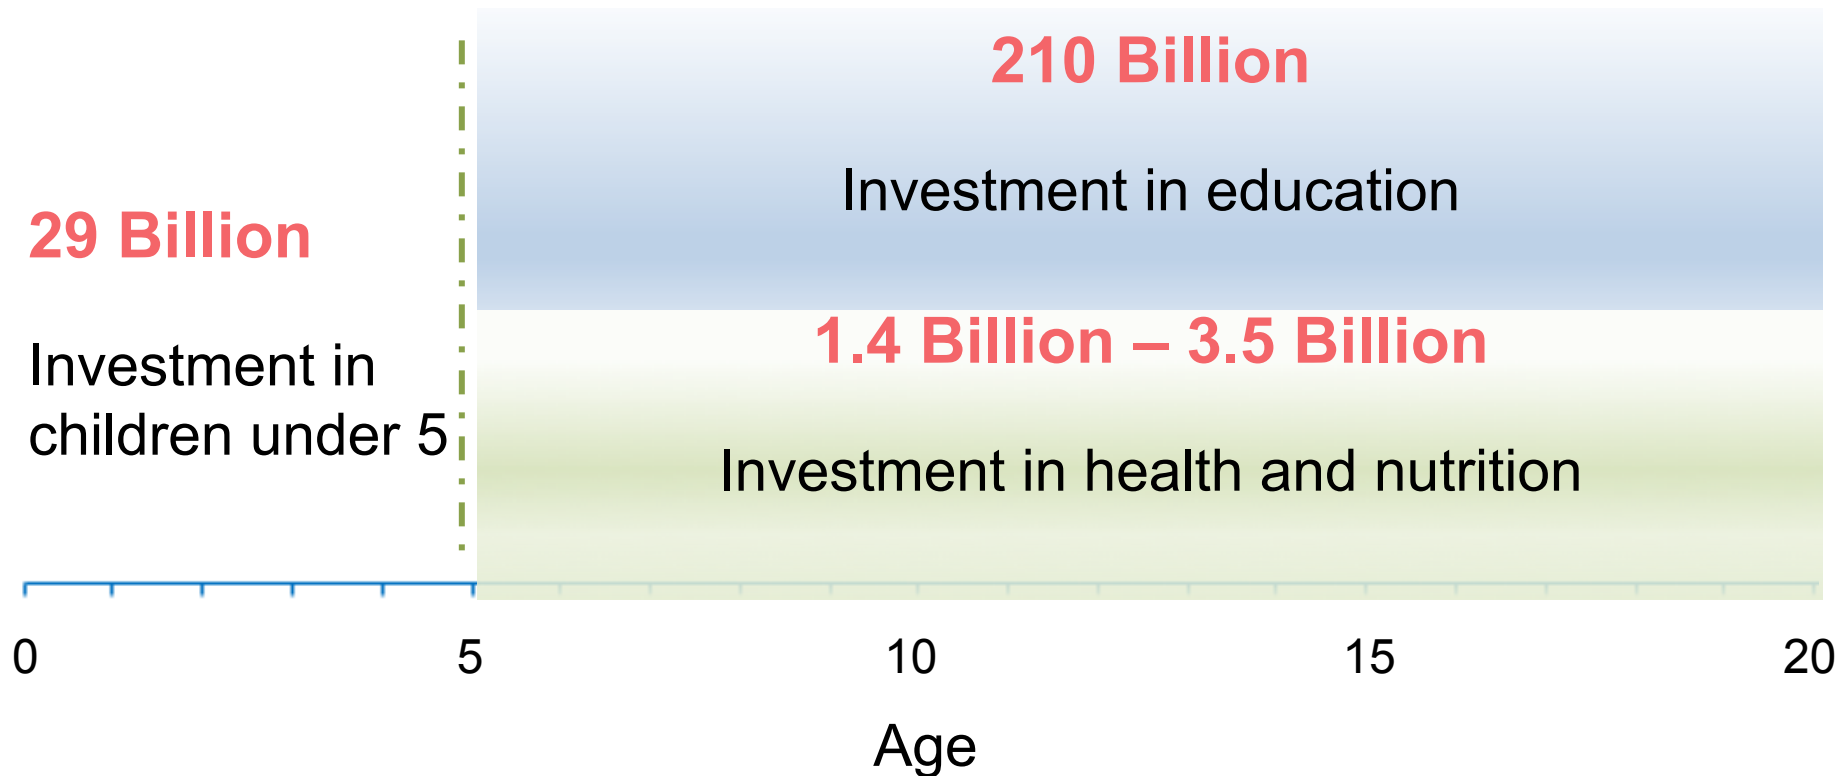 210 Billion
Investment in education
29 Billion
Investment in
children under 5
1.4 Billion – 3.5 Billion
Investment in health and nutrition
0 5 10 15 20
Age